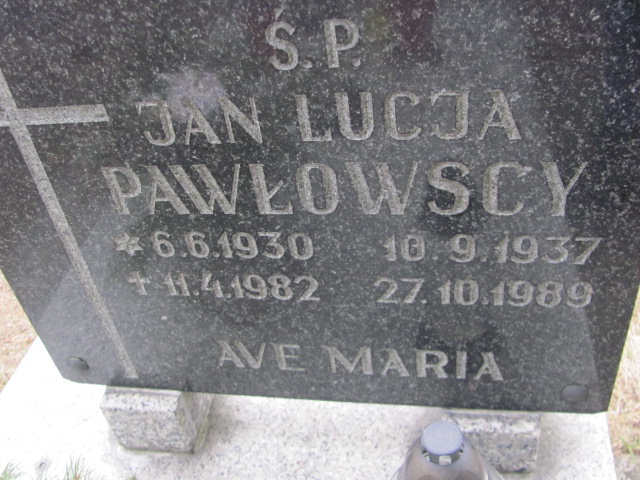 Ś.P.
JAN LUCJA
PAWŁOWSCY
*6.6.1930 10.9.1937
†11.4.1982 27.10.1989
AVE MARIA